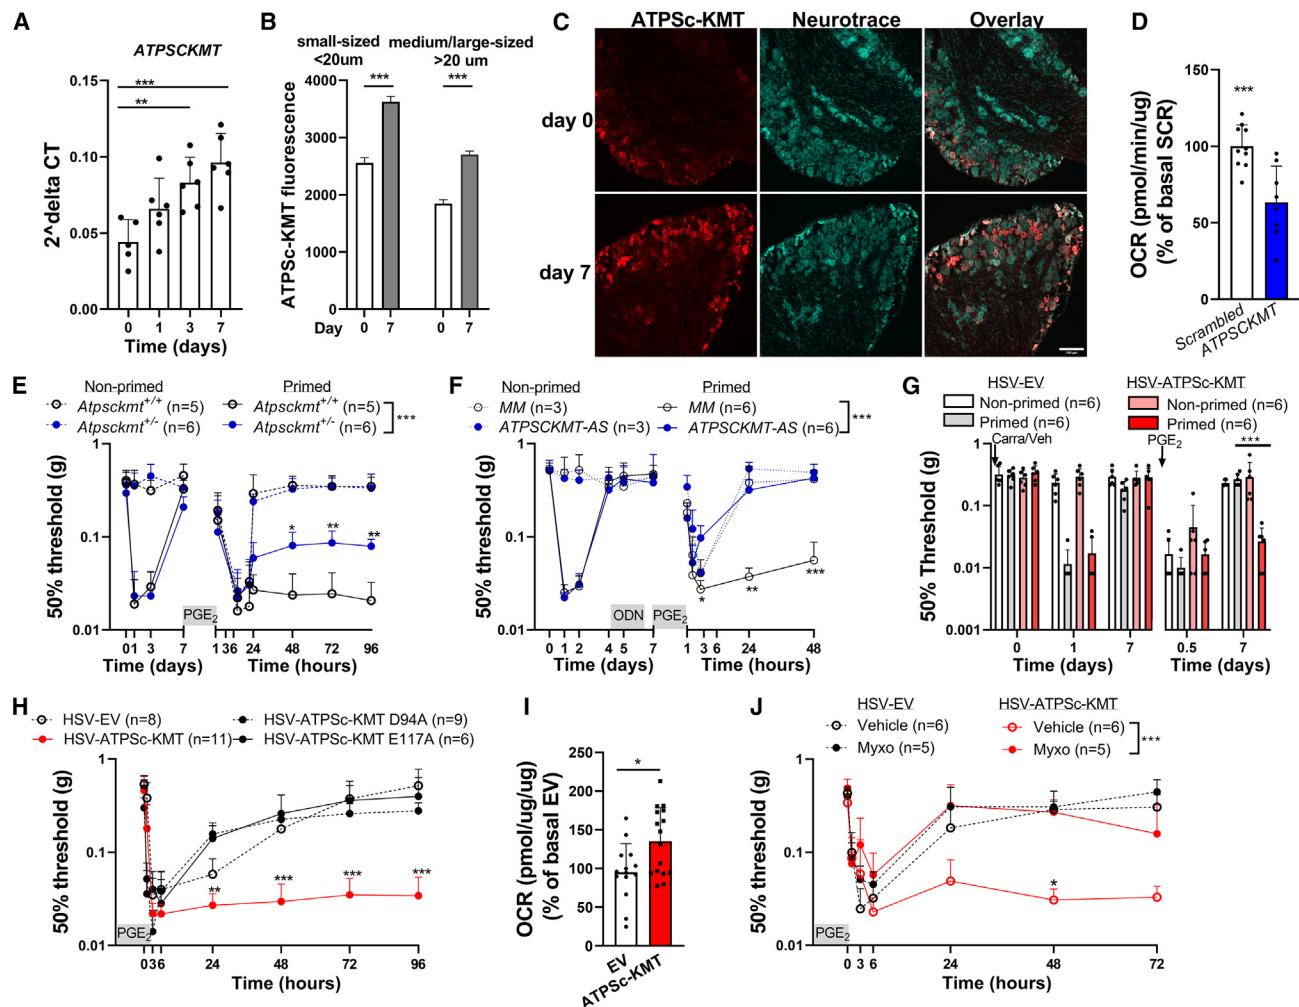 A
ATPSCKMT
0.15
0.10
0.05
0.00
2^delta CT
***
**
0 1 3 7
Time (days)
B
small-sized
<20um
medium/large-sized
>20 um
4000
3000
2000
1000
0
ATPSc-KMT fluorescence
*** ***
Day 0 7 0 7
C
ATPSc-KMT Neurotrace Overlay
day 0
day 7
D
150
100
50
0
OCR (pmol/min/ug)
(% of basal SCR)
***
Scrambled
ATPSCKMT
E
Non-primed Primed
Atpsckmt+/+ (n=5) Atpsckmt+/+ (n=5)
Atpsckmt+/- (n=6) Atpsckmt+/- (n=6)
***
1
0.1
0.01
50% threshold (g)
* ** **
PGE2
0 1 3 7 1 3 6 24 48 72 96
Time (days) Time (hours)
F
Non-primed Primed
MM (n=3) MM (n=6)
ATPSCKMT-AS (n=3) ATPSCKMT-AS (n=6)
***
1
0.1
0.01
50% threshold (g)
* ** ***
ODN PGE2
0 1 2 4 5 7 1 3 6 24 48
Time (days) Time (hours)
G
HSV-EV HSV-ATPSc-KMT
Non-primed (n=6) Non-primed (n=6)
Primed (n=6) Primed (n=6)
Carra/Veh PGE2
***
1
0.1
0.01
0.001
50% Threshold (g)
0 1 7 0.5 7
Time (days) Time (days)
H
HSV-EV (n=8) HSV-ATPSc-KMT D94A (n=9)
HSV-ATPSc-KMT (n=11) HSV-ATPSc-KMT E117A (n=6)
1
0.1
0.01
50% threshold (g)
** *** *** ***
PGE2
0 3 6 24 48 72 96
Time (hours)
I
250
200
150
100
50
0
OCR (pmol/ug/ug)
(% of basal EV)
*
EV
ATPSc-KMT
J
HSV-EV HSV-ATPSc-KMT
Vehicle (n=6) Vehicle (n=6)
Myxo (n=5) Myxo (n=5)
***
1
0.1
0.01
50% threshold (g)
*
PGE2
0 3 6 24 48 72
Time (hours)